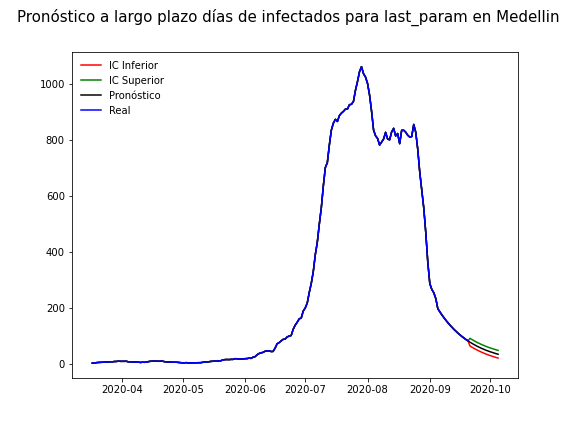 Pronóstico a largo plazo días de infectados para last_param en Medellin
IC Inferior
IC Superior
Pronóstico
Real
1000
800
600
400
200
0
2020-04 2020-05 2020-06 2020-07 2020-08 2020-09 2020-10